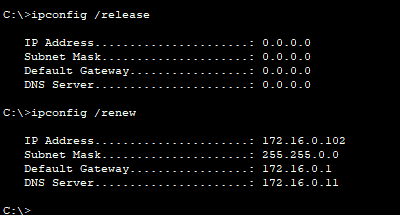 C:\>ipconfig /release
IP Address......................: 0.0.0.0
Subnet Mask.....................: 0.0.0.0
Default Gateway.................: 0.0.0.0
DNS Server......................: 0.0.0.0
C:\>ipconfig /renew
IP Address......................: 172.16.0.102
Subnet Mask.....................: 255.255.0.0
Default Gateway.................: 172.16.0.1
DNS Server......................: 172.16.0.11
C:\>